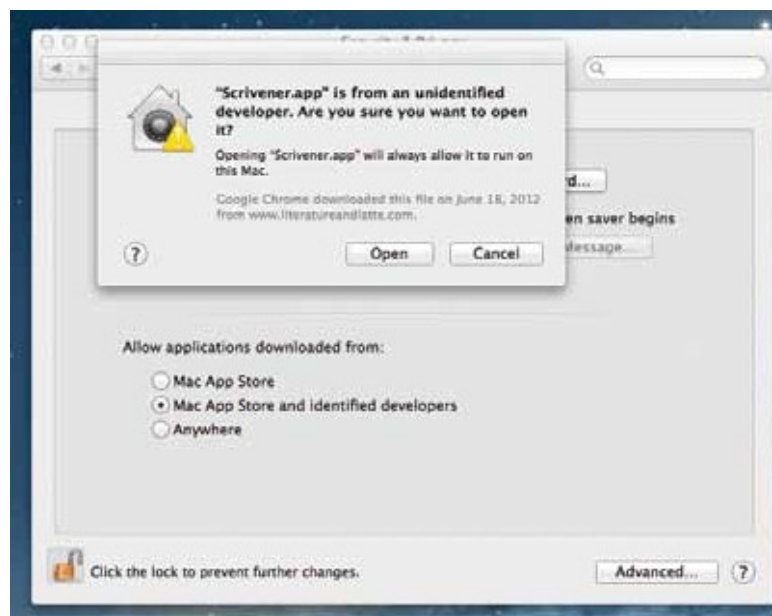 "Scrivener.app" is from an unidentified
developer. Are you sure you want to open
it?
Opening "Scrivener.app" will always allow it to run on
this Mac.
Google Chrome downloaded this file on June 18, 2012
from www.literatureandlatte.com.
?
Open
Cancel
d...
en saver begins
Message...
Allow applications downloaded from:
Mac App Store
Mac App Store and identified developers
Anywhere
Click the lock to prevent further changes.
Advanced...
?